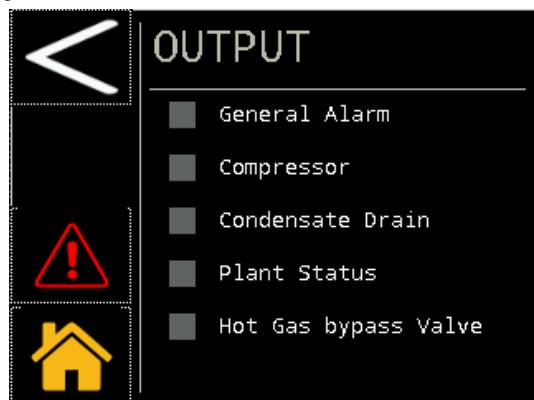 OUTPUT
General Alarm
Compressor
Condensate Drain
Plant Status
Hot Gas bypass Valve